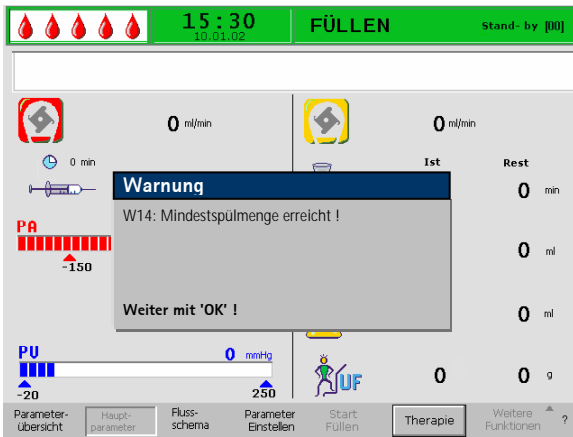 15:30
10.01.02
FÜLLEN
Stand- by [00]
0 ml/min
0 ml/min
0 min
Ist
Rest
Warnung
0 min
W14: Mindestspülmenge erreicht !
PA
0 ml
-150
Weiter mit 'OK' !
0 ml
PV
0 mmHg
-20
250
UF
0
0 g
Parameter-
übersicht
Haupt-
parameter
Fluss-
schema
Parameter
Einstellen
Start
Füllen
Therapie
Weitere
Funktionen
?